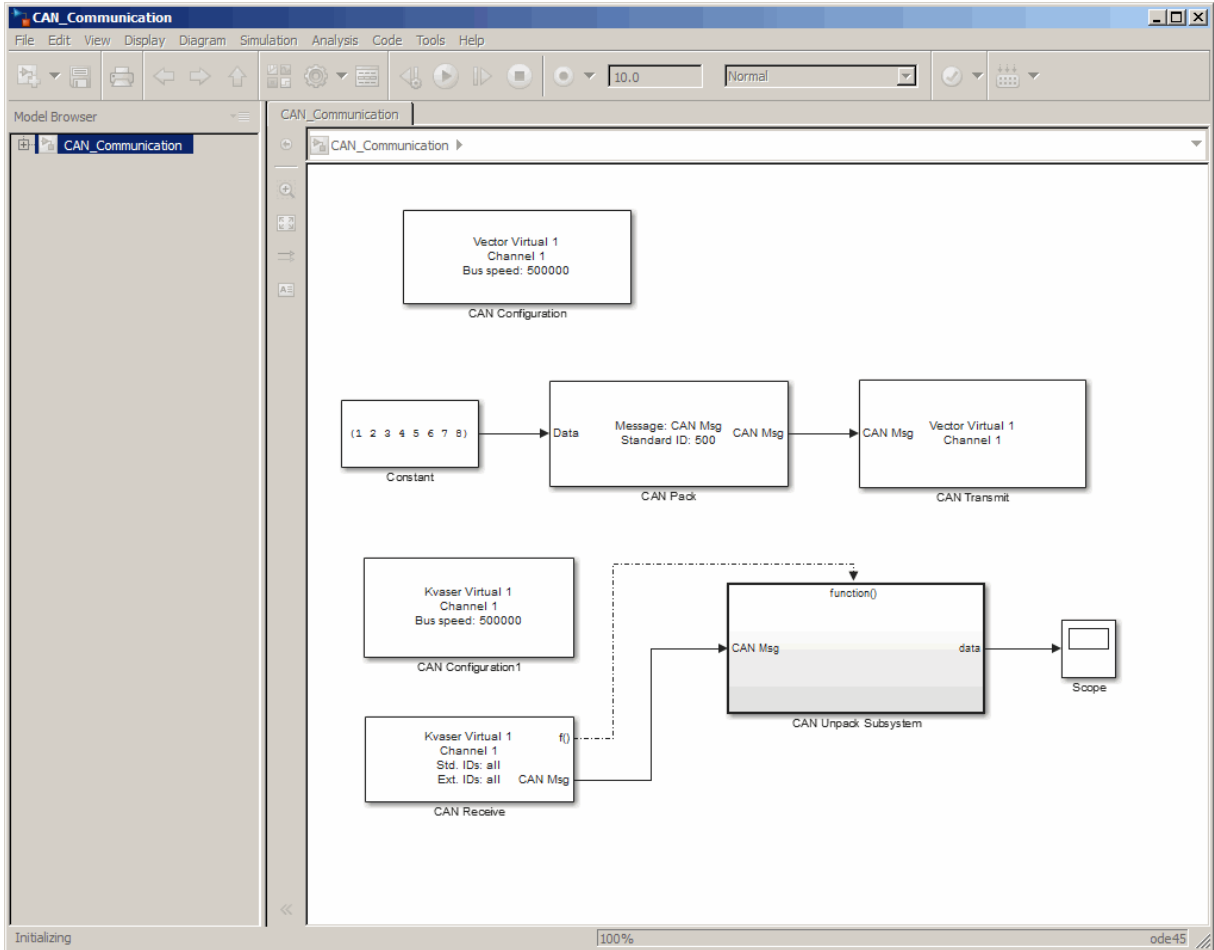 CAN_Communication
File Edit View Display Diagram Simulation Analysis Code Tools Help
10.0 Normal
Model Browser
CAN_Communication
CAN_Communication
CAN_Communication
Vector Virtual 1
Channel 1
Bus speed: 500000
CAN Configuration
(1 2 3 4 5 6 7 8)
Constant
Data
Message: CAN Msg
Standard ID: 500
CAN Msg
CAN Pack
CAN Msg
Vector Virtual 1
Channel 1
CAN Transmit
Kvaser Virtual 1
Channel 1
Bus speed: 500000
CAN Configuration1
function()
CAN Msg
data
CAN Unpack Subsystem
Scope
Kvaser Virtual 1
Channel 1
Std. IDs: all
Ext. IDs: all
f()
CAN Msg
CAN Receive
Initializing
100%
ode45